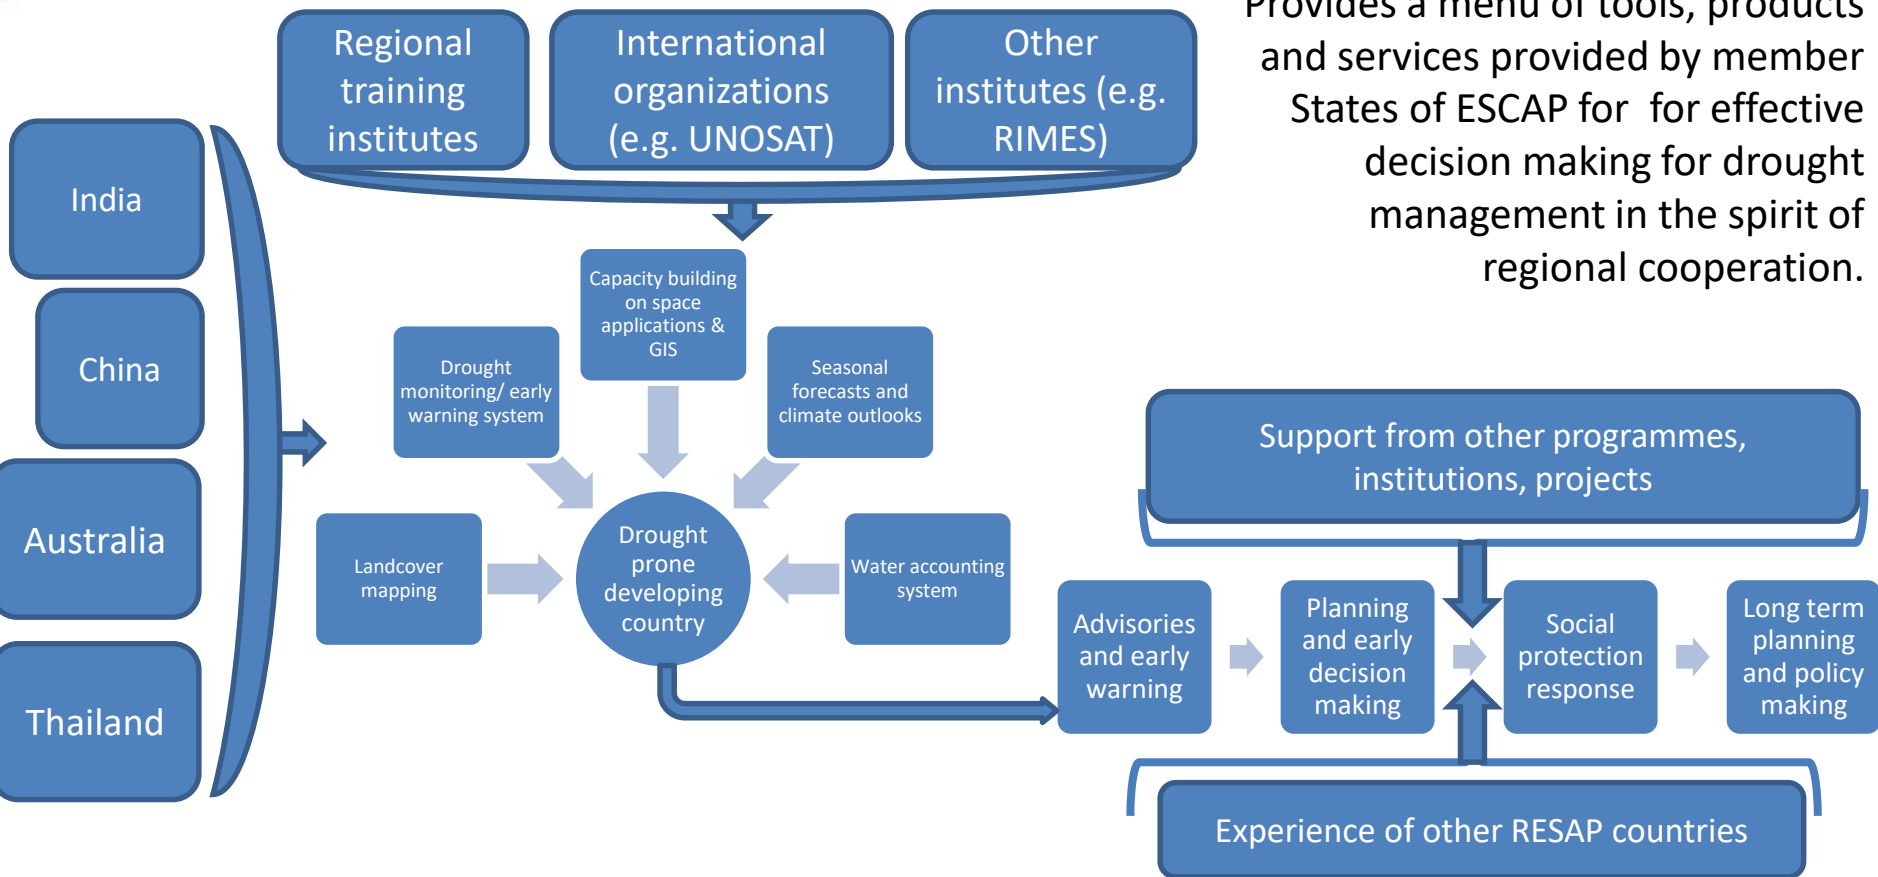 Provides a menu of tools, products
and services provided by member
States of ESCAP for  for effective
decision making for drought
management in the spirit of
regional cooperation.
Regional
training
institutes
International
organizations
(e.g. UNOSAT)
Other
institutes (e.g.
RIMES)
India
China
Australia
Thailand
Capacity building
on space
applications &
GIS
Drought
monitoring/ early
warning system
Seasonal
forecasts and
climate outlooks
Landcover
mapping
Drought
prone
developing
country
Water accounting
system
Support from other programmes,
institutions, projects
Advisories
and early
warning
Planning
and early
decision
making
Social
protection
response
Long term
planning
and policy
making
Experience of other RESAP countries